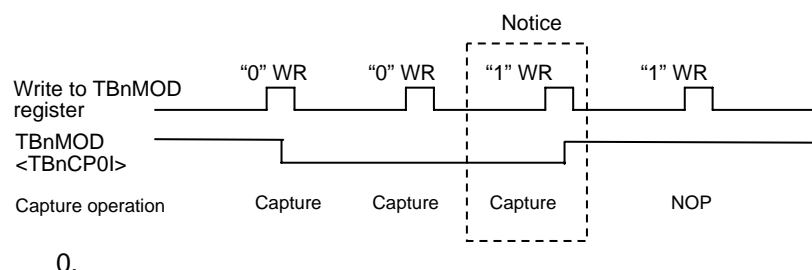 Notice
“0” WR “0” WR “1” WR “1” WR
Write to TBnMOD
register
TBnMOD
<TBnCP0I>
Capture operation Capture Capture Capture NOP
0.